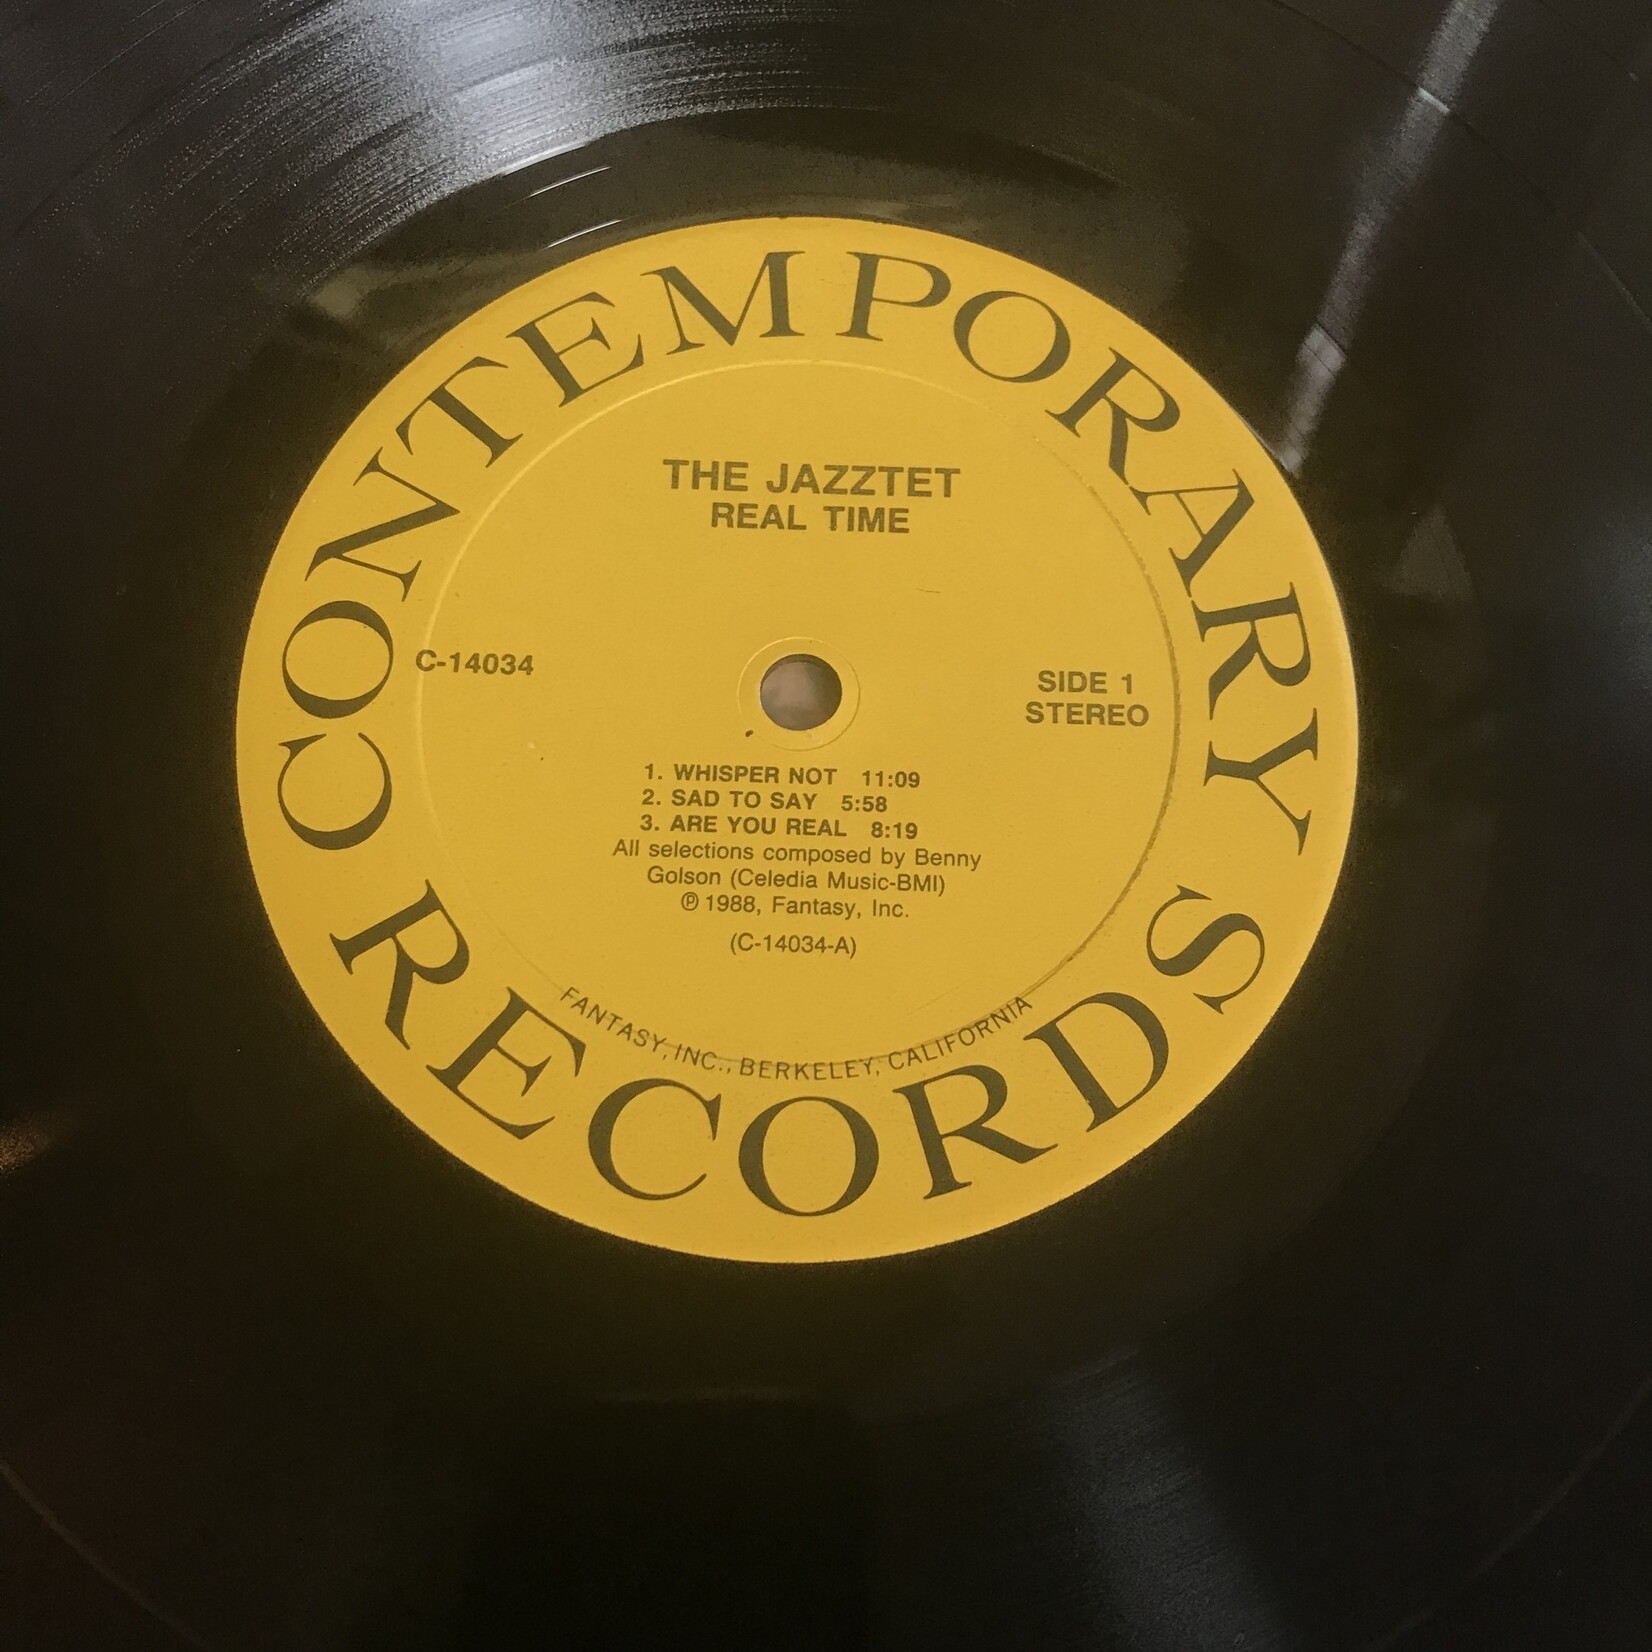 CONTEMPORARY
THE JAZZTET
REAL TIME
C-14034
SIDE 1
STEREO
1. WHISPER NOT 11:09
2. SAD TO SAY 5:58
3. ARE YOU REAL 8:19
All selections composed by Benny
Golson (Celedia Music-BMI)
℗ 1988, Fantasy, Inc.
(C-14034-A)
FANTASY, INC., BERKELEY, CALIFORNIA
RECORDS